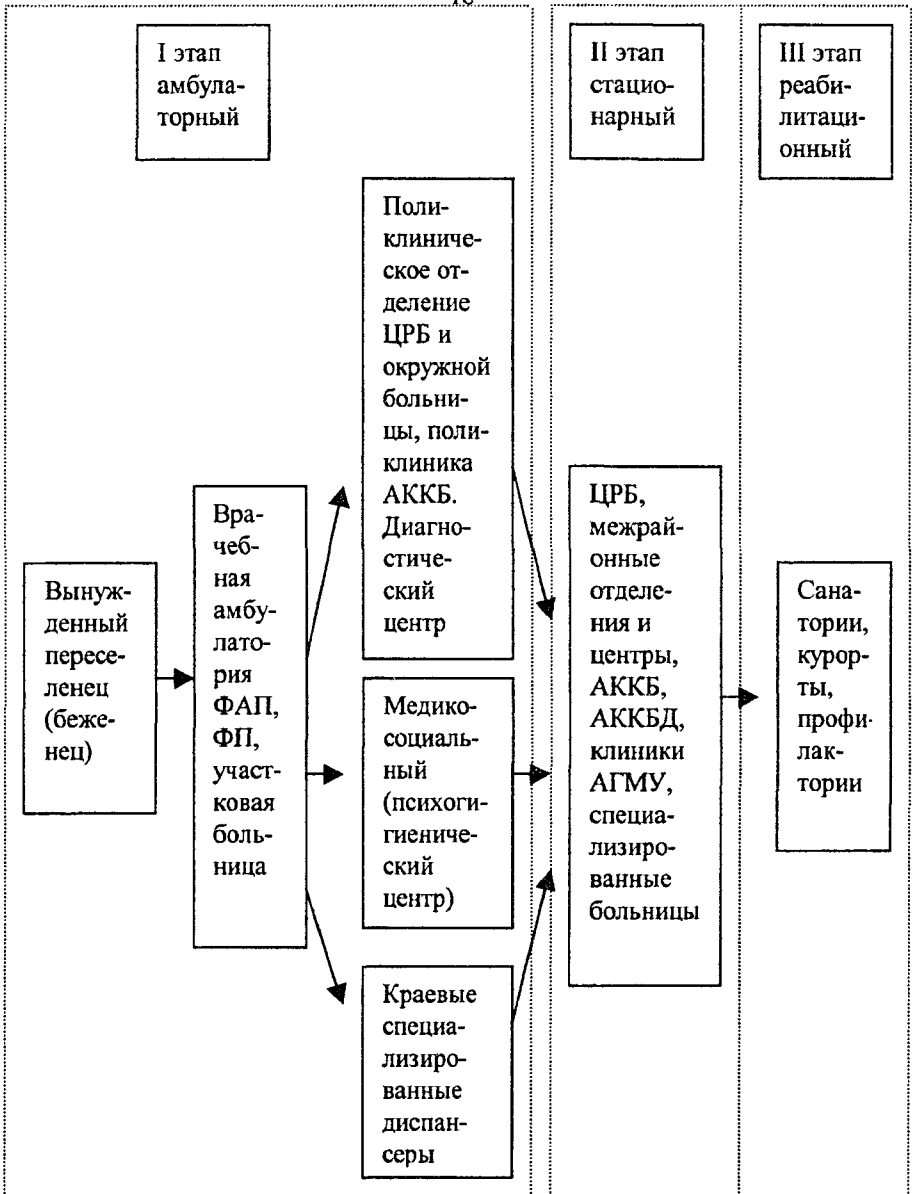 I этап
амбула-
торный
II этап
стацио-
нарный
III этап
реаби-
литаци-
онный
Вынуж-
денный
пересе-
ленец
(беже-
нец)
Вра-
чеб-
ная
амбу-
лато-
рия
ФАП,
ФП,
участ-
ковая
боль-
ница
Поли-
клиниче-
ское от-
деление
ЦРБ и
окружной
больни-
цы, поли-
клиника
АККБ.
Диагно-
стиче-
ский
центр
Медико-
социаль-
ный
(психоги-
гиениче-
ский
центр)
Краевые
специа-
лизиро-
ванные
диспан-
серы
ЦРБ,
межрай-
онные
отделе-
ния и
центры,
АККБ,
АККБД,
клиники
АГМУ,
специа-
лизиро-
ванные
больницы
Сана-
тории,
курор-
ты,
профи-
лак-
тории